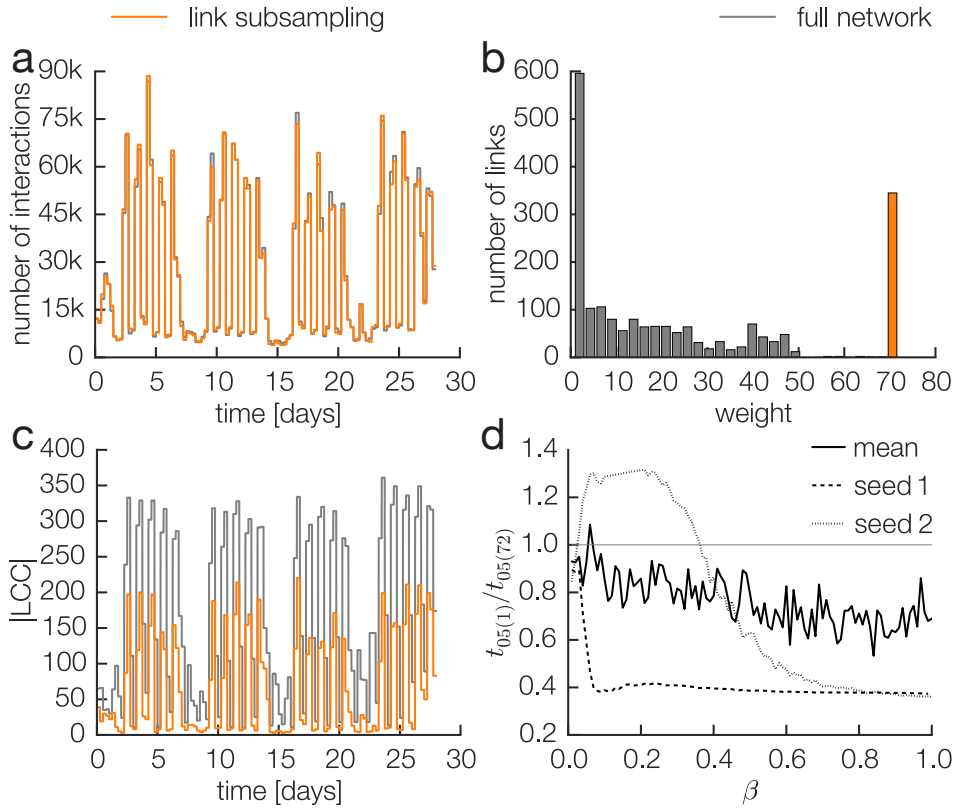 link subsampling
full network
a
number of interactions
90k
75k
60k
45k
30k
15k
0
0 5 10 15 20 25 30
time [days]
b
number of links
600
500
400
300
200
100
0
0 10 20 30 40 50 60 70 80
weight
c
|LCC|
400
350
300
250
200
150
100
50
0
0 5 10 15 20 25 30
time [days]
d
t05(1)/t05(72)
mean
seed 1
seed 2
1.4
1.2
1.0
0.8
0.6
0.4
0.2
0.0 0.2 0.4 0.6 0.8 1.0
β